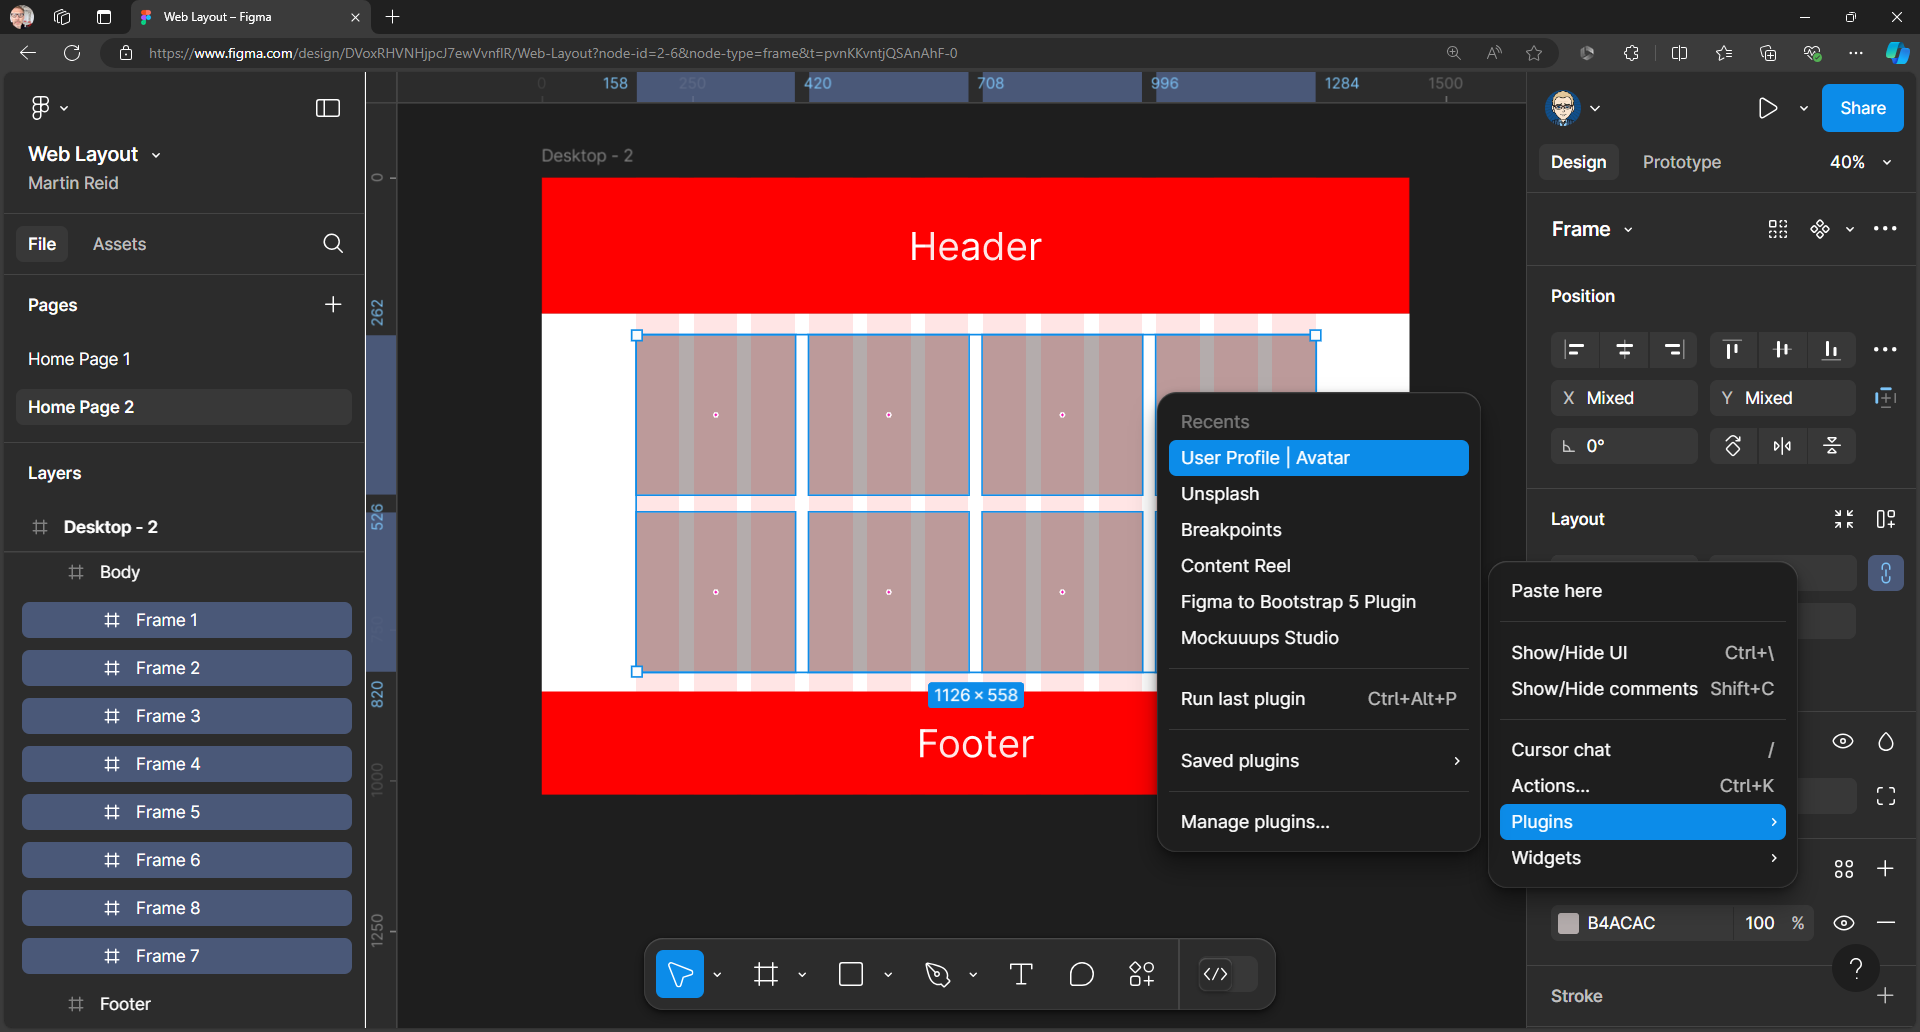 Web Layout – Figma
https://www.figma.com/design/DVoxRHVNHjpcJ7ewVvnflR/Web-Layout?node-id=2-6&node-type=frame&t=pvnKKvntjQSAnAhF-0
Web Layout
Martin Reid
File
Assets
Pages
Home Page 1
Home Page 2
Layers
Desktop - 2
Body
Frame 1
Frame 2
Frame 3
Frame 4
Frame 5
Frame 6
Frame 8
Frame 7
Footer
0
158
250
420
708
996
1284
1500
0
262
526
820
1000
1250
Desktop - 2
Header
1126 × 558
Footer
Recents
User Profile | Avatar
Unsplash
Breakpoints
Content Reel
Figma to Bootstrap 5 Plugin
Mockuuups Studio
Run last plugin Ctrl+Alt+P
Saved plugins
Manage plugins...
Paste here
Show/Hide UI Ctrl+\
Show/Hide comments Shift+C
Cursor chat /
Actions... Ctrl+K
Plugins
Widgets
Share
Design
Prototype
40%
Frame
Position
X Mixed
Y Mixed
0°
Layout
B4ACAC 100 %
Stroke
?